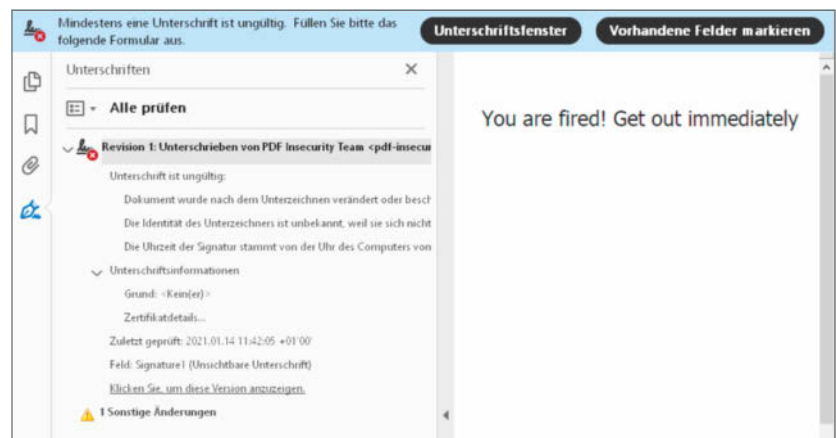 Mindestens eine Unterschrift ist ungültig. Füllen Sie bitte das
folgende Formular aus.
Unterschriftsfenster
Vorhandene Felder markieren
Unterschriften
Alle prüfen
Revision 1: Unterschrieben von PDF Insecurity Team <pdf-insecur
Unterschrift ist ungültig:
Dokument wurde nach dem Unterzeichnen verändert oder besch
Die Identität des Unterzeichners ist unbekannt, weil sie sich nicht
Die Uhrzeit der Signatur stammt von der Uhr des Computers von
Unterschriftsinformationen
Grund: <Kein(er)>
Zertifikatdetails...
Zuletzt geprüft: 2021.01.14 11:42:05 +01'00'
Feld: Signature1 (Unsichtbare Unterschrift)
Klicken Sie, um diese Version anzuzeigen.
1 Sonstige Änderungen
You are fired! Get out immediately